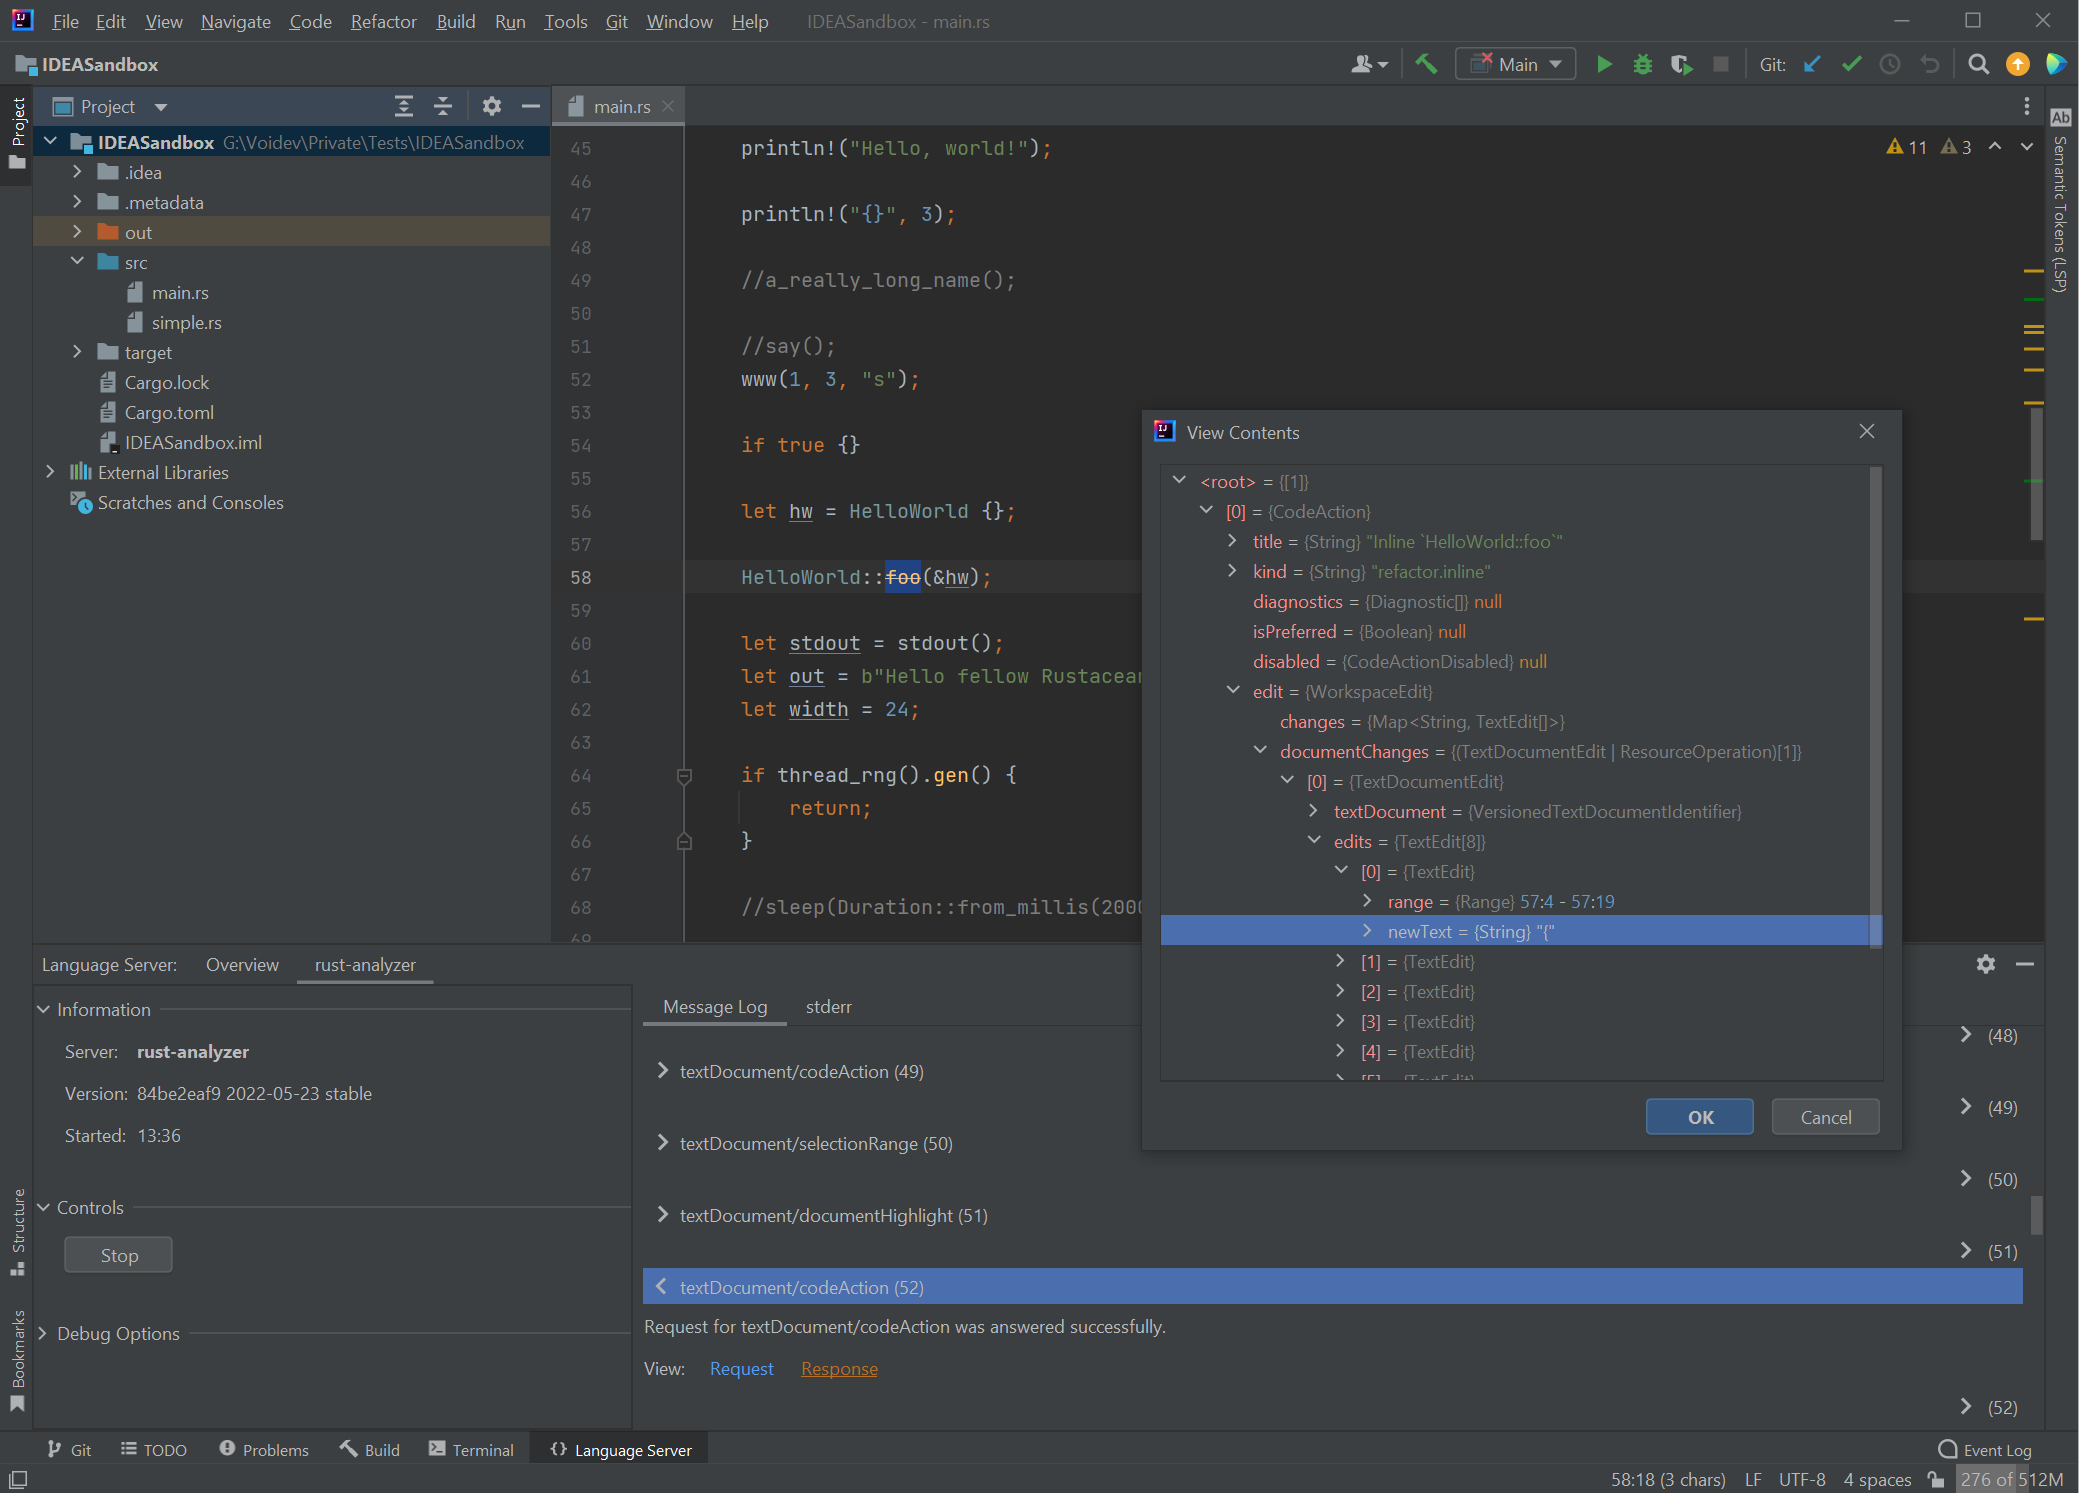 File Edit View Navigate Code Refactor Build Run Tools Git Window Help IDEASandbox - main.rs
IDEASandbox
Main
Git:
Project
Project
IDEASandbox G:\Voidev\Private\Tests\IDEASandbox
.idea
.metadata
out
src
main.rs
simple.rs
target
Cargo.lock
Cargo.toml
IDEASandbox.iml
External Libraries
Scratches and Consoles
Structure
Bookmarks
main.rs
11 3
45 println!("Hello, world!");
46
47 println!("{}", 3);
48
49 //a_really_long_name();
50
51 //say();
52 www(1, 3, "s");
53
54 if true {}
55
56 let hw = HelloWorld {};
57
58 HelloWorld::foo(&hw);
59
60 let stdout = stdout();
61 let out = b"Hello fellow Rustacean
62 let width = 24;
63
64 if thread_rng().gen() {
65 return;
66 }
67
68 //sleep(Duration::from_millis(2000
69
Ab
Semantic Tokens (LSP)
View Contents
<root> = {[1]}
[0] = {CodeAction}
title = {String} "Inline `HelloWorld::foo`"
kind = {String} "refactor.inline"
diagnostics = {Diagnostic[]} null
isPreferred = {Boolean} null
disabled = {CodeActionDisabled} null
edit = {WorkspaceEdit}
changes = {Map<String, TextEdit[]>}
documentChanges = {(TextDocumentEdit | ResourceOperation)[1]}
[0] = {TextDocumentEdit}
textDocument = {VersionedTextDocumentIdentifier}
edits = {TextEdit[8]}
[0] = {TextEdit}
range = {Range} 57:4 - 57:19
newText = {String} "{"
[1] = {TextEdit}
[2] = {TextEdit}
[3] = {TextEdit}
[4] = {TextEdit}
[5] = {TextEdit}
OK Cancel
Language Server: Overview rust-analyzer
Information
Server: rust-analyzer
Version: 84be2eaf9 2022-05-23 stable
Started: 13:36
Controls
Stop
Debug Options
Message Log stderr
(48)
textDocument/codeAction (49)
(49)
textDocument/selectionRange (50)
(50)
textDocument/documentHighlight (51)
(51)
textDocument/codeAction (52)
Request for textDocument/codeAction was answered successfully.
View: Request Response
(52)
Git TODO Problems Build Terminal Language Server Event Log
58:18 (3 chars) LF UTF-8 4 spaces 276 of 512M